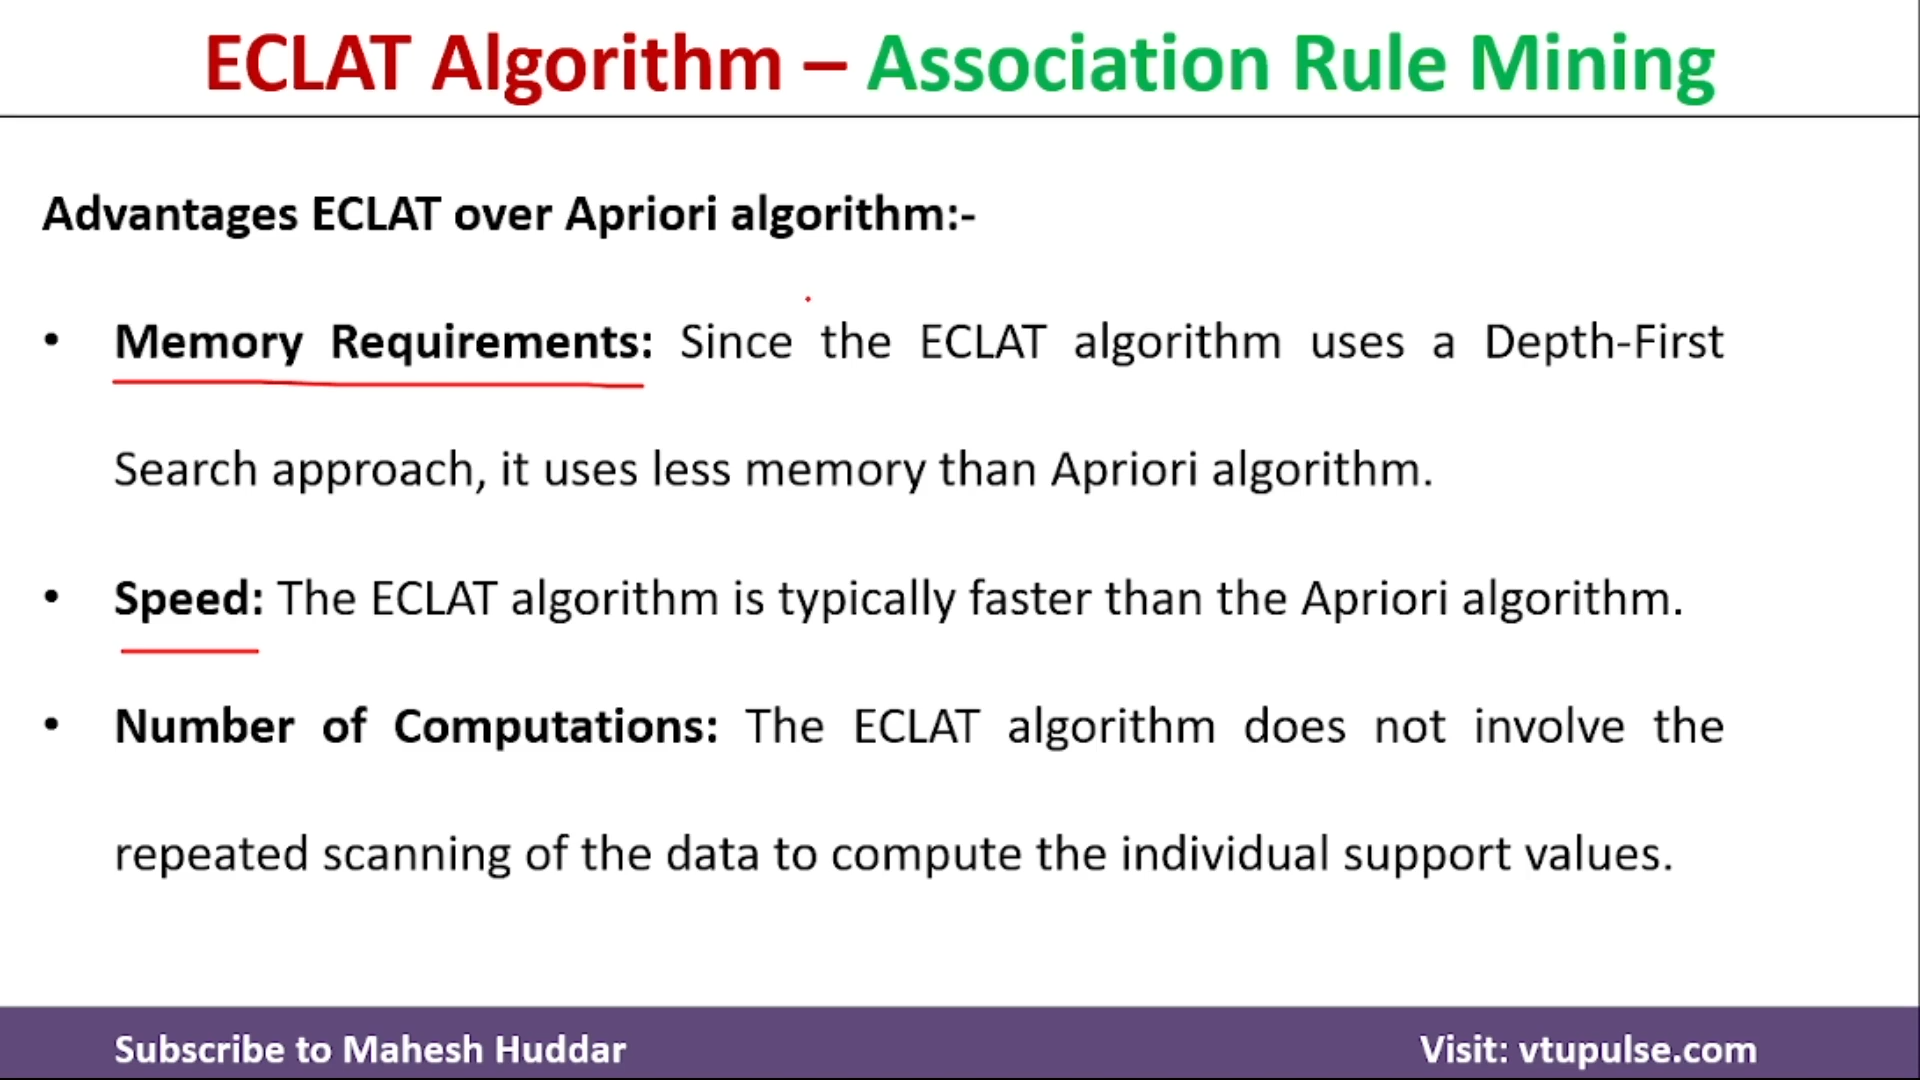 ECLAT Algorithm – Association Rule Mining
Advantages ECLAT over Apriori algorithm:-
• Memory Requirements: Since the ECLAT algorithm uses a Depth-First
Search approach, it uses less memory than Apriori algorithm.
• Speed: The ECLAT algorithm is typically faster than the Apriori algorithm.
• Number of Computations: The ECLAT algorithm does not involve the
repeated scanning of the data to compute the individual support values.
Subscribe to Mahesh Huddar
Visit: vtupulse.com